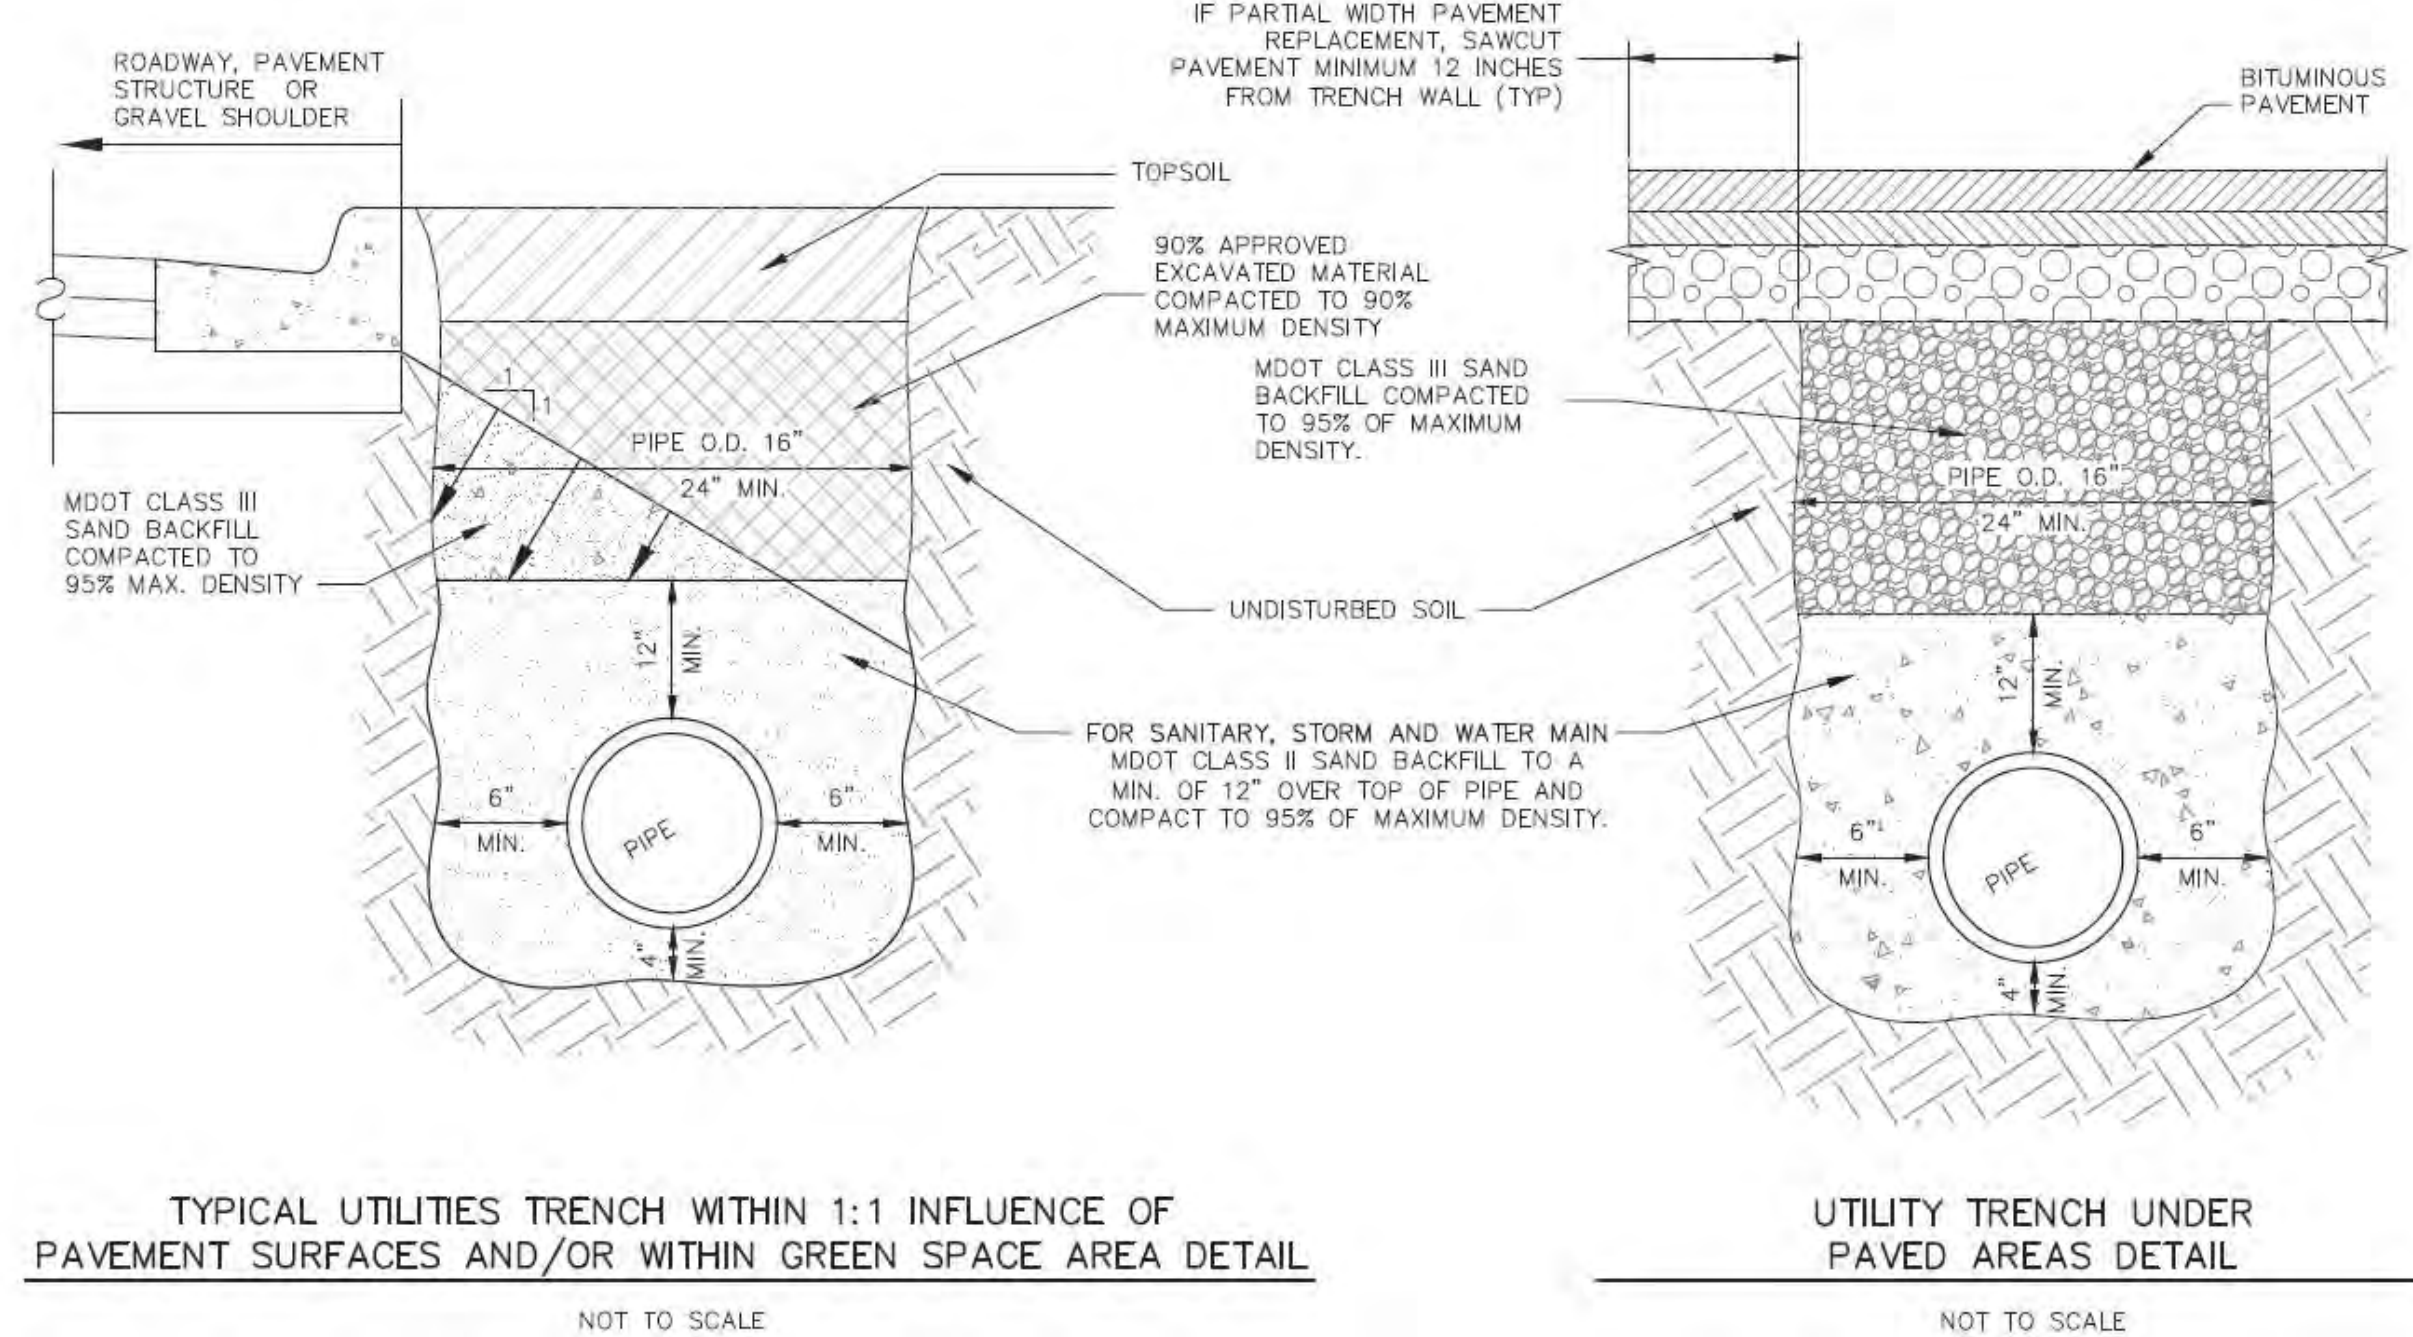 ROADWAY, PAVEMENT
STRUCTURE OR
GRAVEL SHOULDER
IF PARTIAL WIDTH PAVEMENT
REPLACEMENT, SAWCUT
PAVEMENT MINIMUM 12 INCHES
FROM TRENCH WALL (TYP)
BITUMINOUS
PAVEMENT
TOPSOIL
90% APPROVED
EXCAVATED MATERIAL
COMPACTED TO 90%
MAXIMUM DENSITY
MDOT CLASS III SAND
BACKFILL COMPACTED
TO 95% OF MAXIMUM
DENSITY.
1
1
PIPE O.D. 16"
24" MIN.
PIPE O.D. 16"
24" MIN.
MDOT CLASS III
SAND BACKFILL
COMPACTED TO
95% MAX. DENSITY
UNDISTURBED SOIL
12"
MIN.
12"
MIN.
FOR SANITARY, STORM AND WATER MAIN
MDOT CLASS II SAND BACKFILL TO A
MIN. OF 12" OVER TOP OF PIPE AND
COMPACT TO 95% OF MAXIMUM DENSITY.
6"
MIN.
PIPE
6"
MIN.
4"
MIN.
6"
MIN.
PIPE
6"
MIN.
4"
MIN.
TYPICAL UTILITIES TRENCH WITHIN 1:1 INFLUENCE OF
PAVEMENT SURFACES AND/OR WITHIN GREEN SPACE AREA DETAIL
NOT TO SCALE
UTILITY TRENCH UNDER
PAVED AREAS DETAIL
NOT TO SCALE